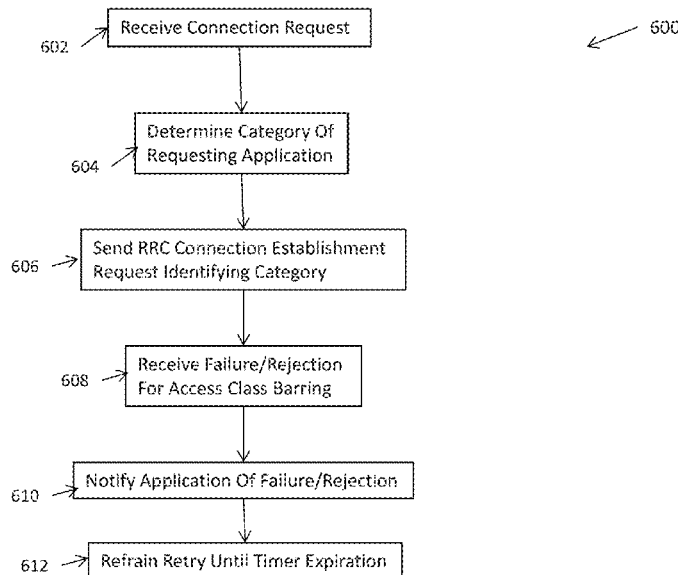 Receive Connection Request
602
600
Determine Category Of
Requesting Application
604
Send RRC Connection Establishment
Request Identifying Category
606
Receive Failure/Rejection
For Access Class Barring
608
Notify Application Of Failure/Rejection
610
Refrain Retry Until Timer Expiration
612